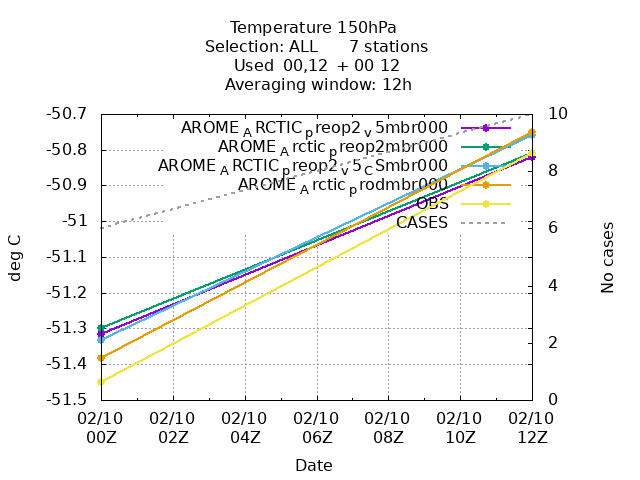 Temperature 150hPa
Selection: ALL 7 stations
Used 00,12 + 00 12
Averaging window: 12h
-50.7
-50.8
-50.9
-51
-51.1
-51.2
-51.3
-51.4
-51.5
deg C
AROME_ARCTIC_preop2_v5mbr000
AROME_Arctic_preop2mbr000
AROME_ARCTIC_preop2_v5_CSmbr000
AROME_Arctic_prodmbr000
OBS
CASES
10
8
6
4
2
0
No cases
02/10 02/10 02/10 02/10 02/10 02/10 02/10
00Z 02Z 04Z 06Z 08Z 10Z 12Z
Date